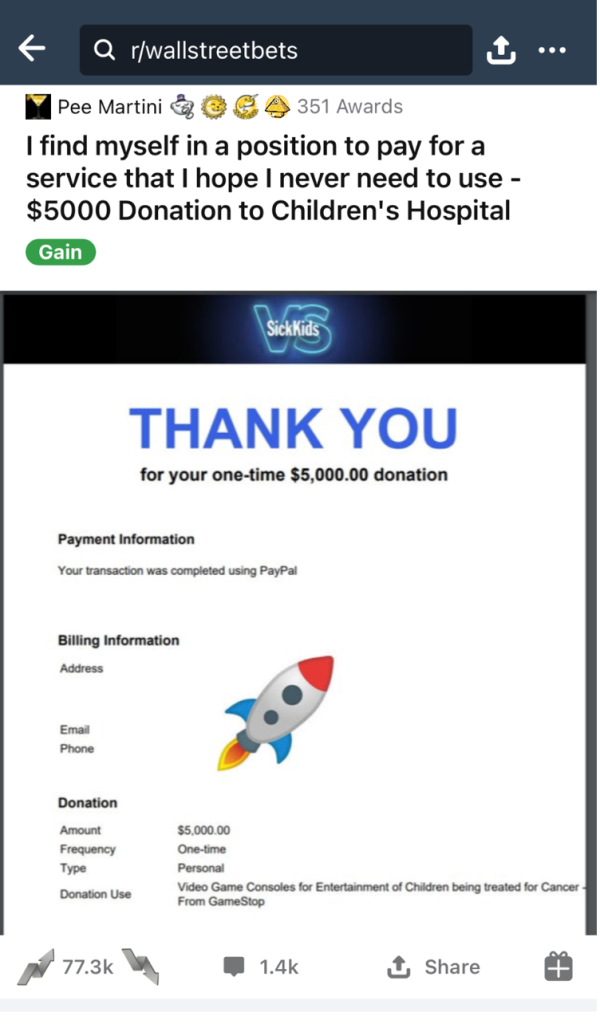 r/wallstreetbets
Pee Martini 351 Awards
I find myself in a position to pay for a
service that I hope I never need to use -
$5000 Donation to Children's Hospital
Gain
SickKids
VS
THANK YOU
for your one-time $5,000.00 donation
Payment Information
Your transaction was completed using PayPal
Billing Information
Address
Email
Phone
Donation
Amount $5,000.00
Frequency One-time
Type Personal
Donation Use Video Game Consoles for Entertainment of Children being treated for Cancer -
From GameStop
77.3k 1.4k Share